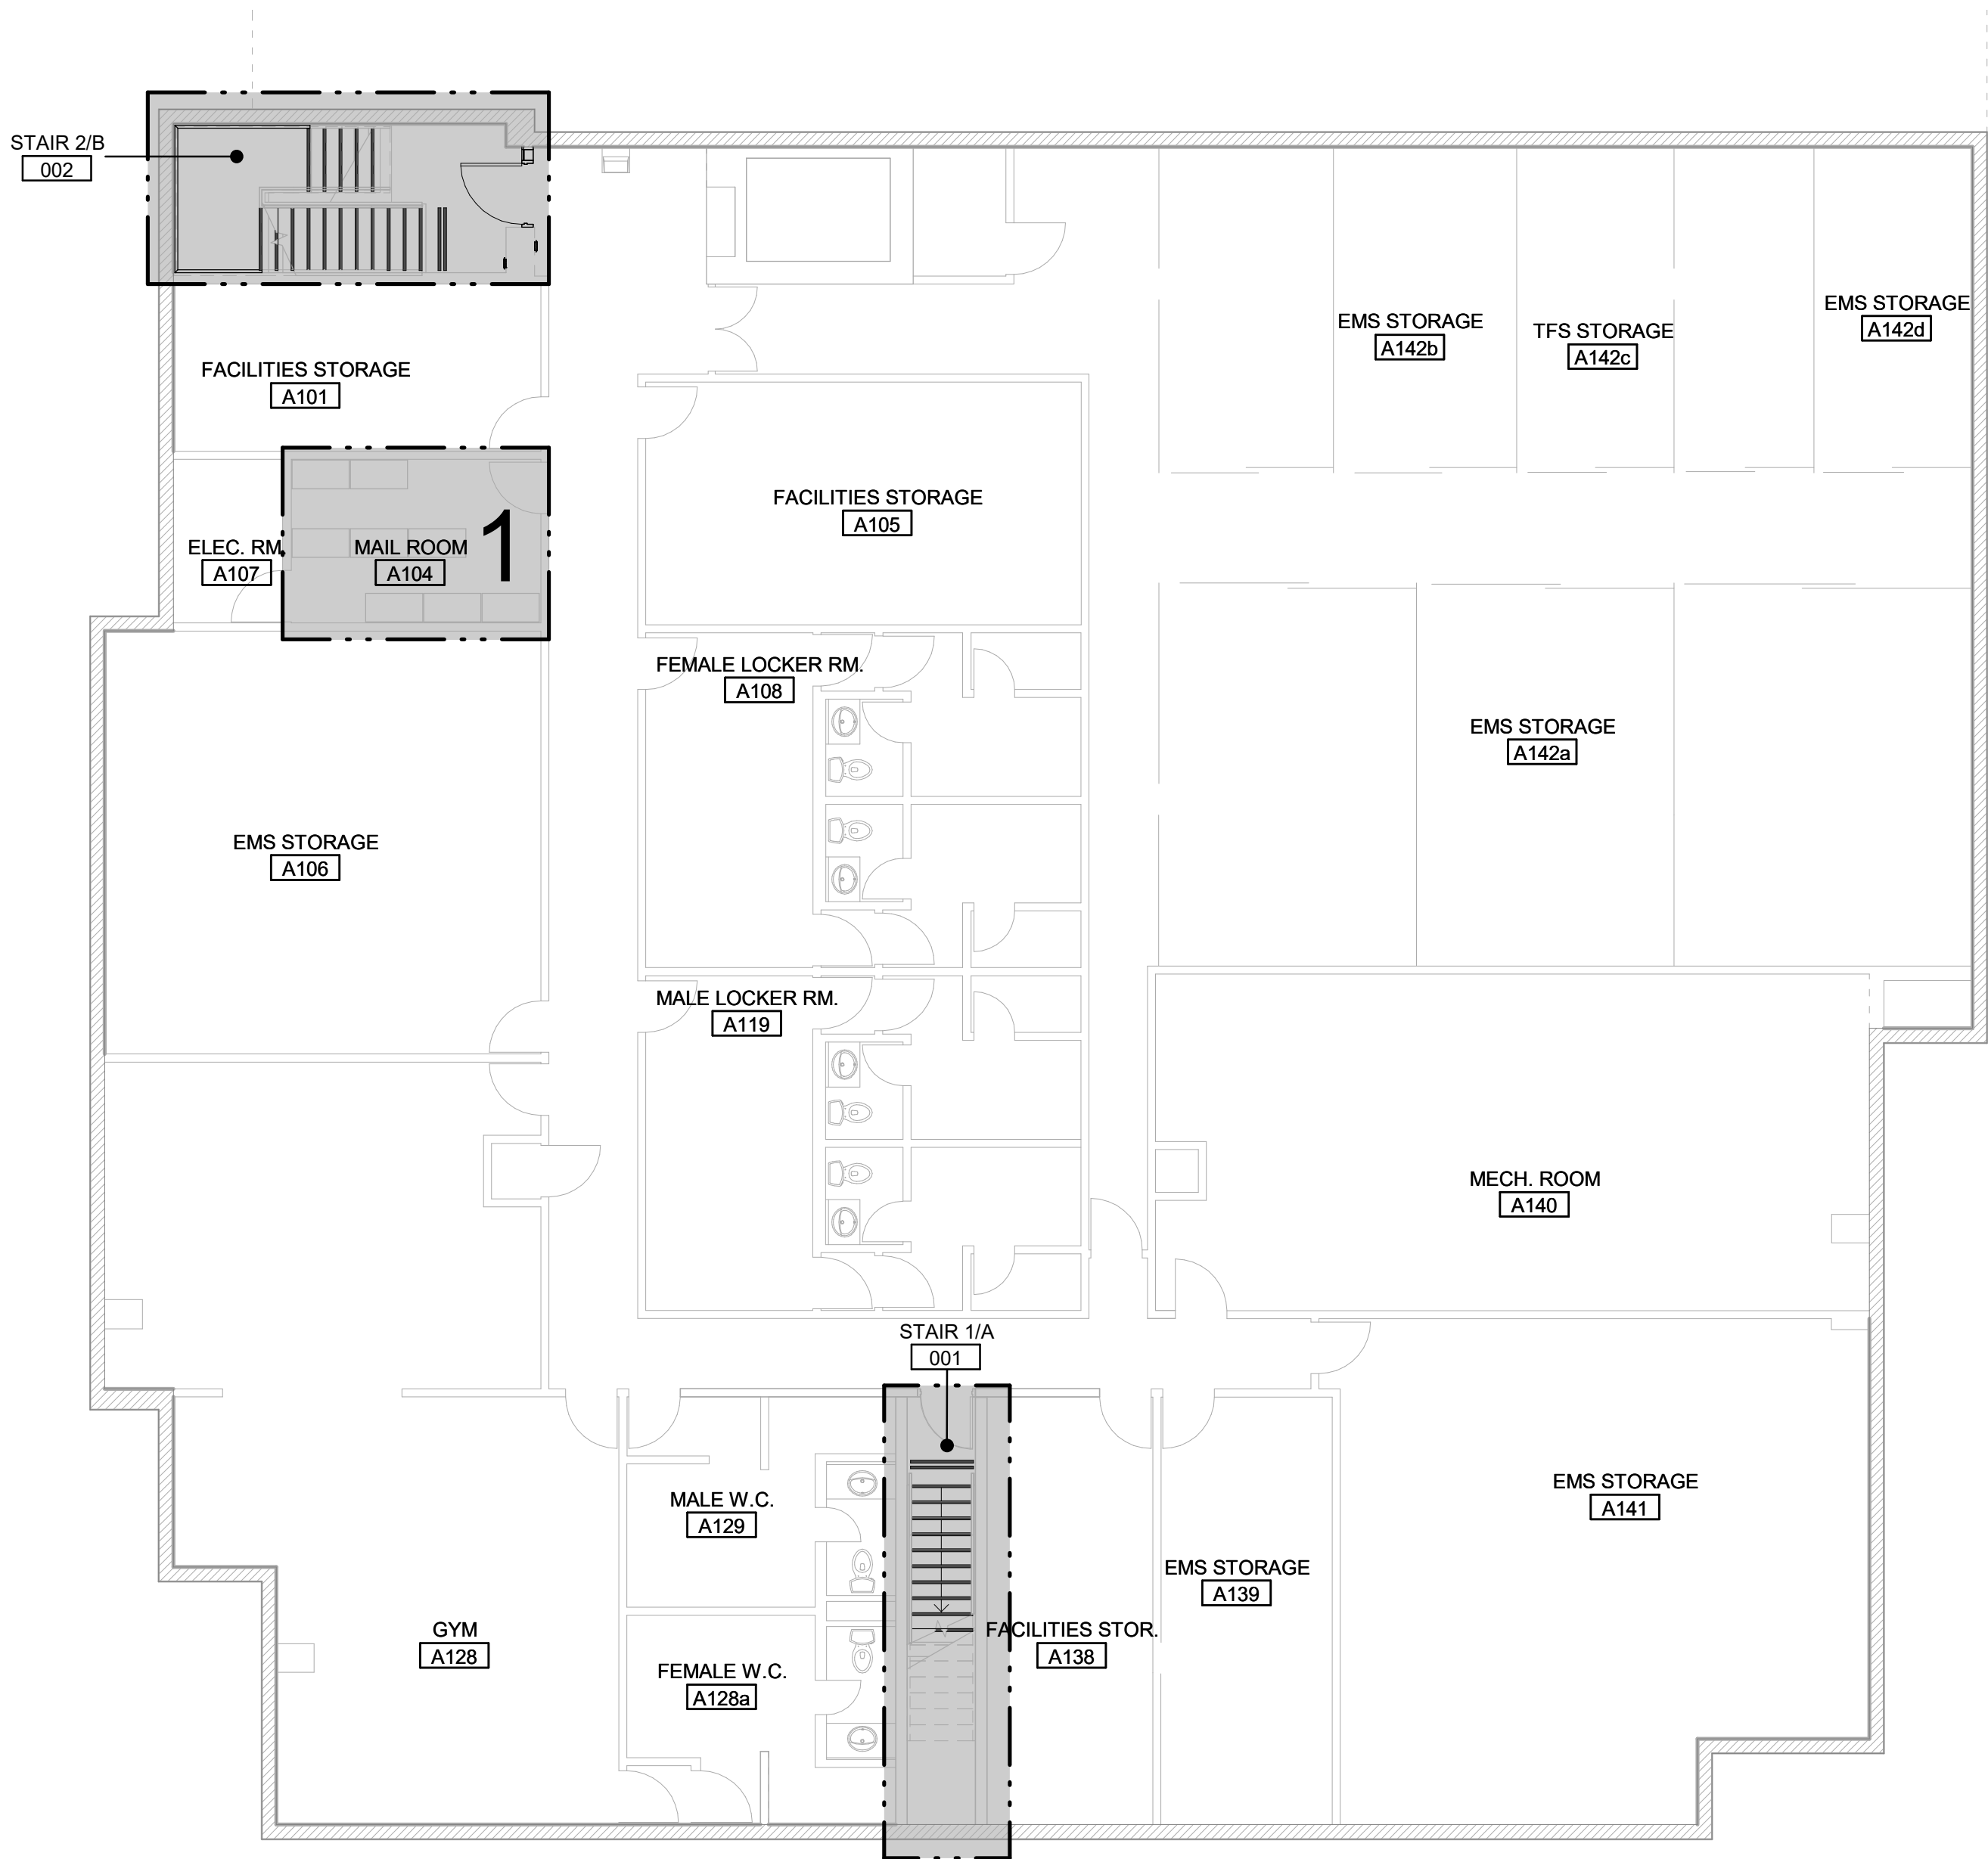 STAIR 2/B
002
FACILITIES STORAGE
A101
EMS STORAGE
A142b
TFS STORAGE
A142c
EMS STORAGE
A142d
FACILITIES STORAGE
A105
ELEC. RM
A107
MAIL ROOM
A104
1
FEMALE LOCKER RM.
A108
EMS STORAGE
A142a
EMS STORAGE
A106
MALE LOCKER RM.
A119
MECH. ROOM
A140
STAIR 1/A
001
MALE W.C.
A129
EMS STORAGE
A141
EMS STORAGE
A139
GYM
A128
FACILITIES STOR.
A138
FEMALE W.C.
A128a